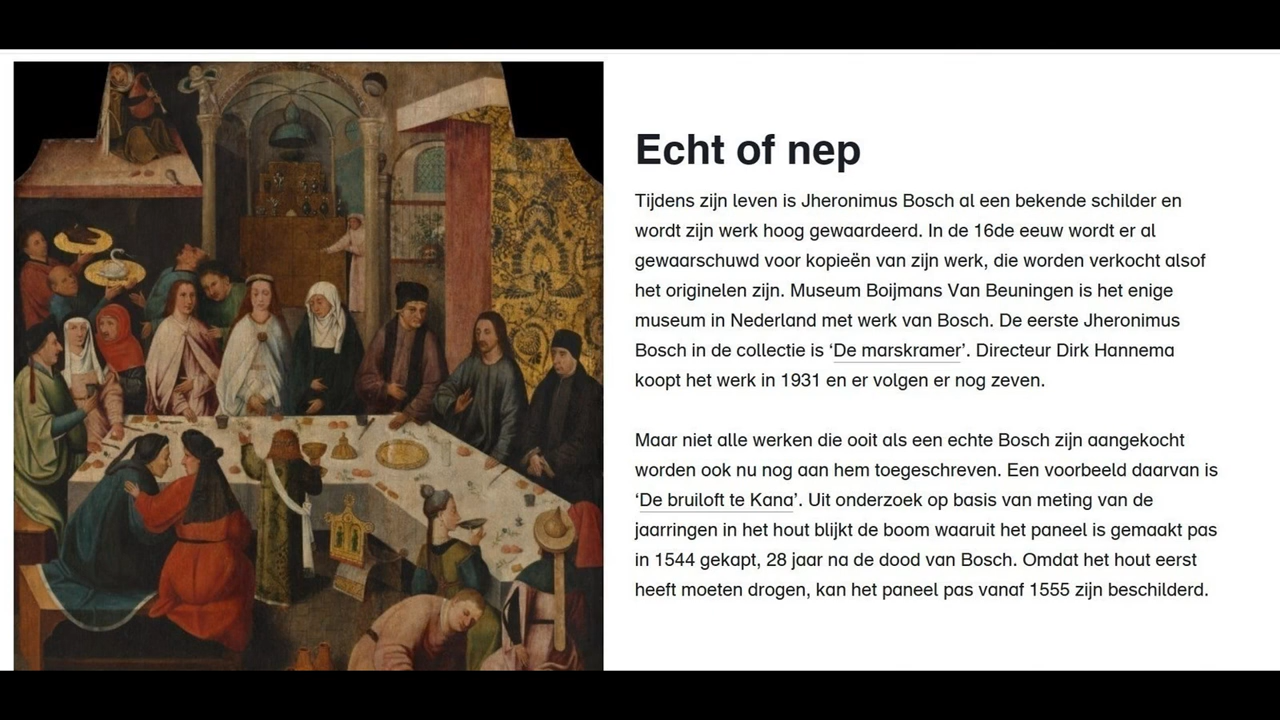 Echt of nep
Tijdens zijn leven is Jheronimus Bosch al een bekende schilder en
wordt zijn werk hoog gewaardeerd. In de 16de eeuw wordt er al
gewaarschuwd voor kopieën van zijn werk, die worden verkocht alsof
het originelen zijn. Museum Boijmans Van Beuningen is het enige
museum in Nederland met werk van Bosch. De eerste Jheronimus
Bosch in de collectie is ‘De marskramer’. Directeur Dirk Hannema
koopt het werk in 1931 en er volgen er nog zeven.
Maar niet alle werken die ooit als een echte Bosch zijn aangekocht
worden ook nu nog aan hem toegeschreven. Een voorbeeld daarvan is
‘De bruiloft te Kana’. Uit onderzoek op basis van meting van de
jaarringen in het hout blijkt de boom waaruit het paneel is gemaakt pas
in 1544 gekapt, 28 jaar na de dood van Bosch. Omdat het hout eerst
heeft moeten drogen, kan het paneel pas vanaf 1555 zijn beschilderd.